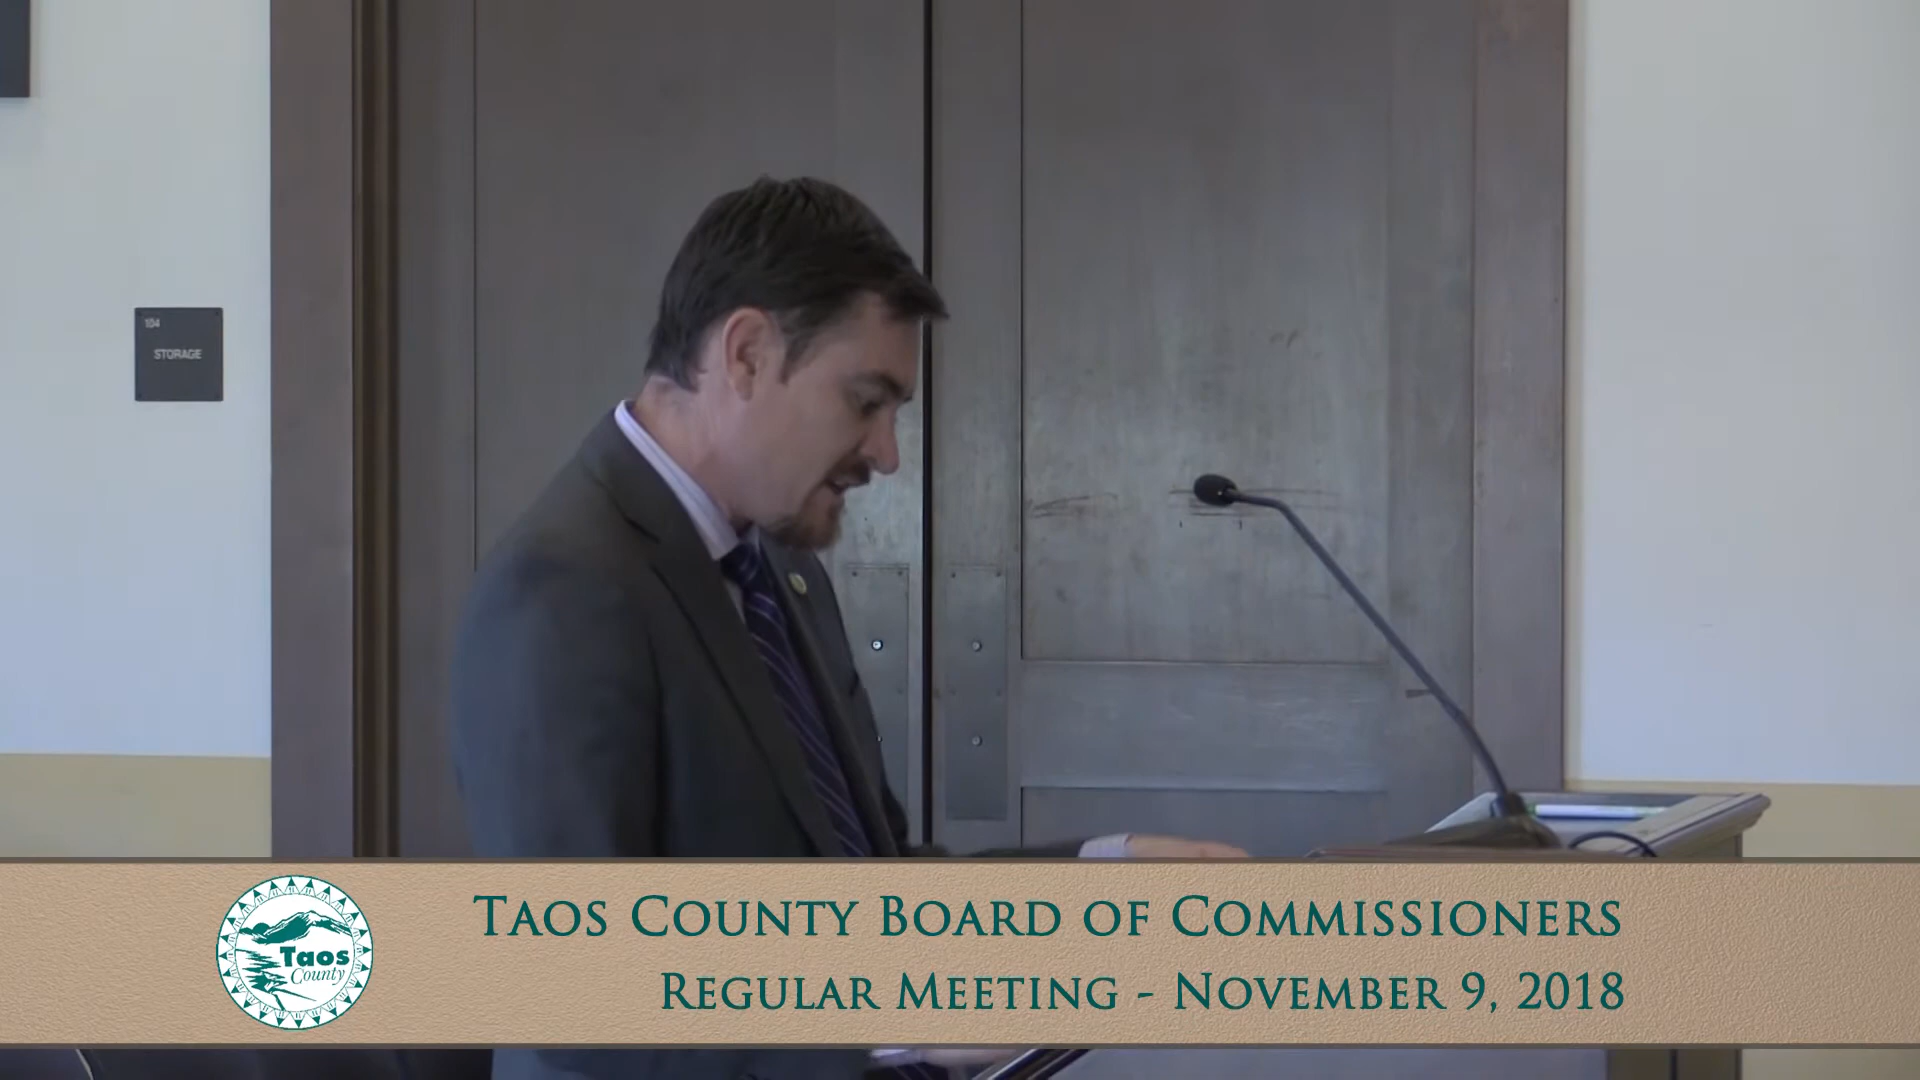 104
STORAGE
Taos
County
TAOS COUNTY BOARD OF COMMISSIONERS
REGULAR MEETING - NOVEMBER 9, 2018